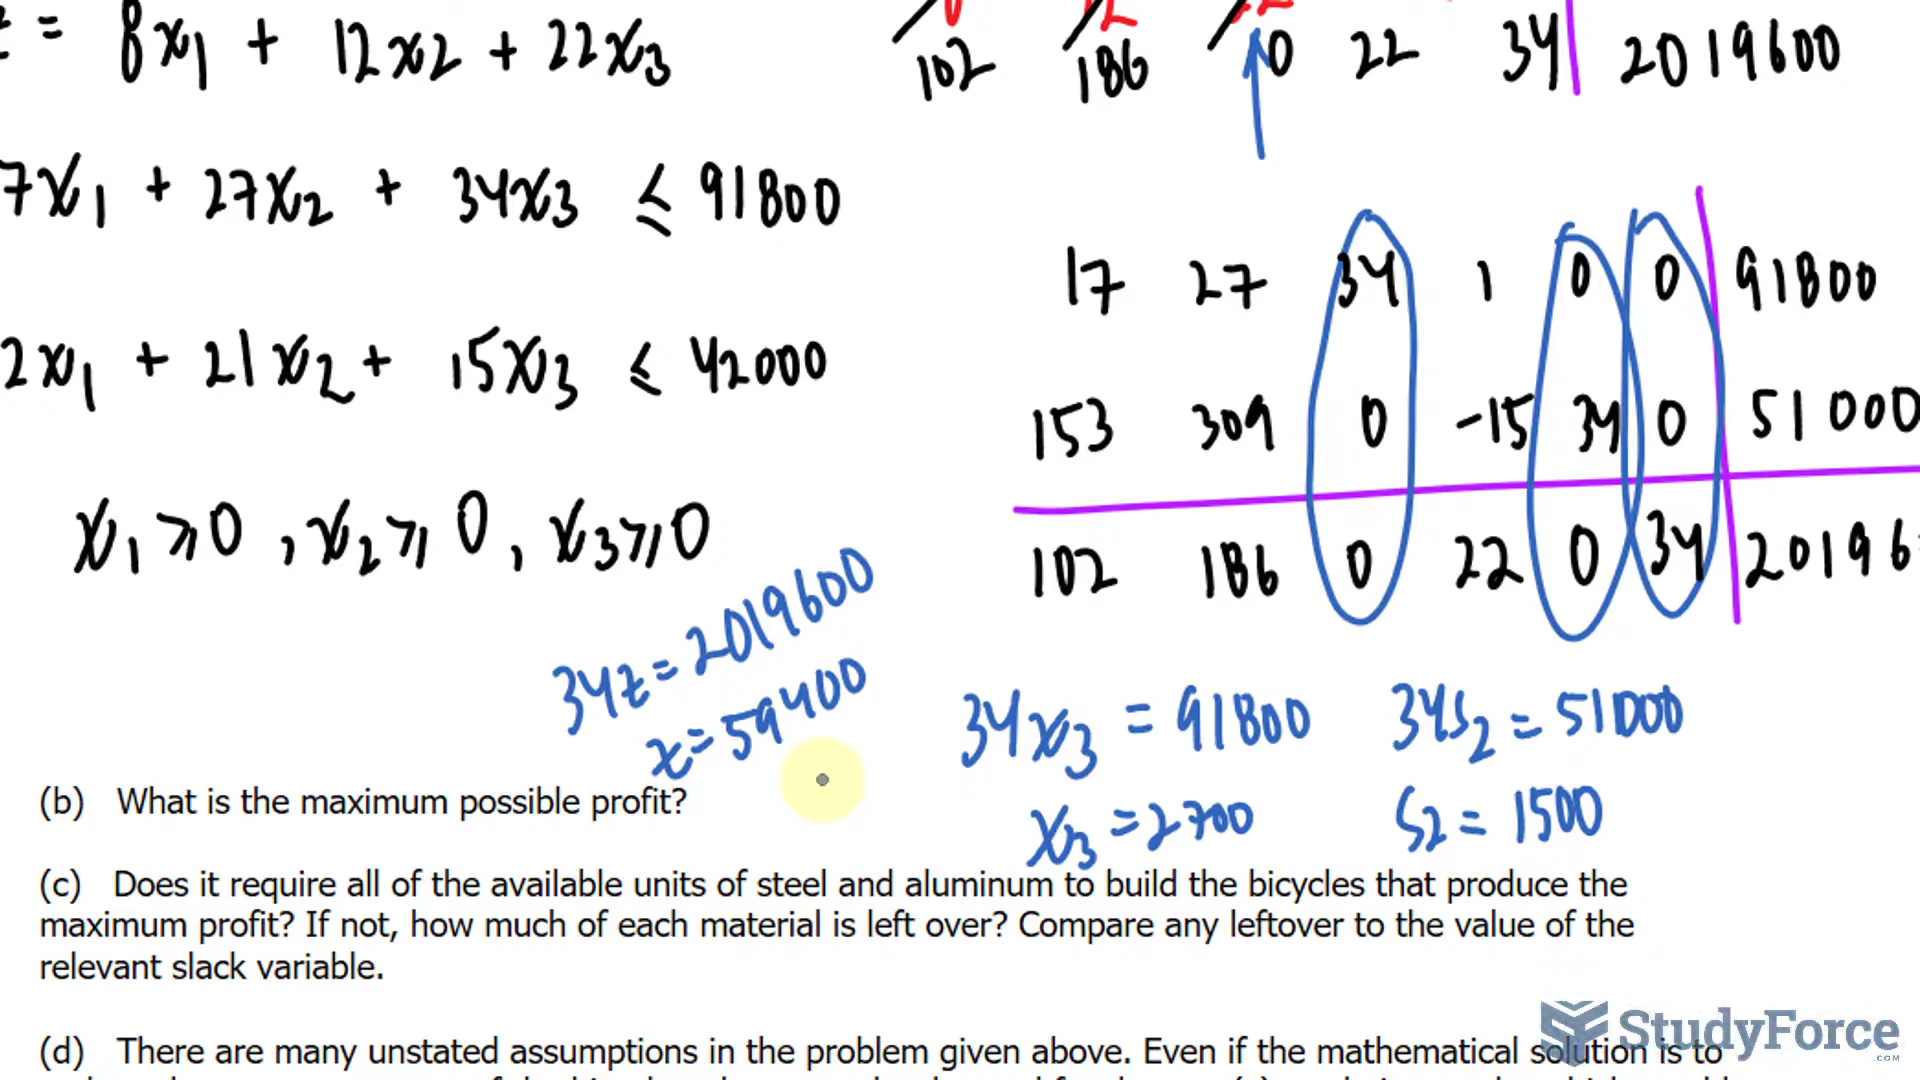 = 8x1 + 12x2 + 22x3
102 186 0 22 34 2019600
7x1 + 27x2 + 34x3 ≤ 91800
17 27 34 1 0 0 91800
2x1 + 21x2 + 15x3 ≤ 42000
153 309 0 -15 34 0 51000
x1 ≥ 0, x2 ≥ 0, x3 ≥ 0
102 186 0 22 0 34 20196
34z = 2019600
z = 59400
34x3 = 91800 34S2 = 51000
x3 = 2700 S2 = 1500
(b) What is the maximum possible profit?
(c) Does it require all of the available units of steel and aluminum to build the bicycles that produce the
maximum profit? If not, how much of each material is left over? Compare any leftover to the value of the
relevant slack variable.
StudyForce
.COM
(d) There are many unstated assumptions in the problem given above. Even if the mathematical solution is to